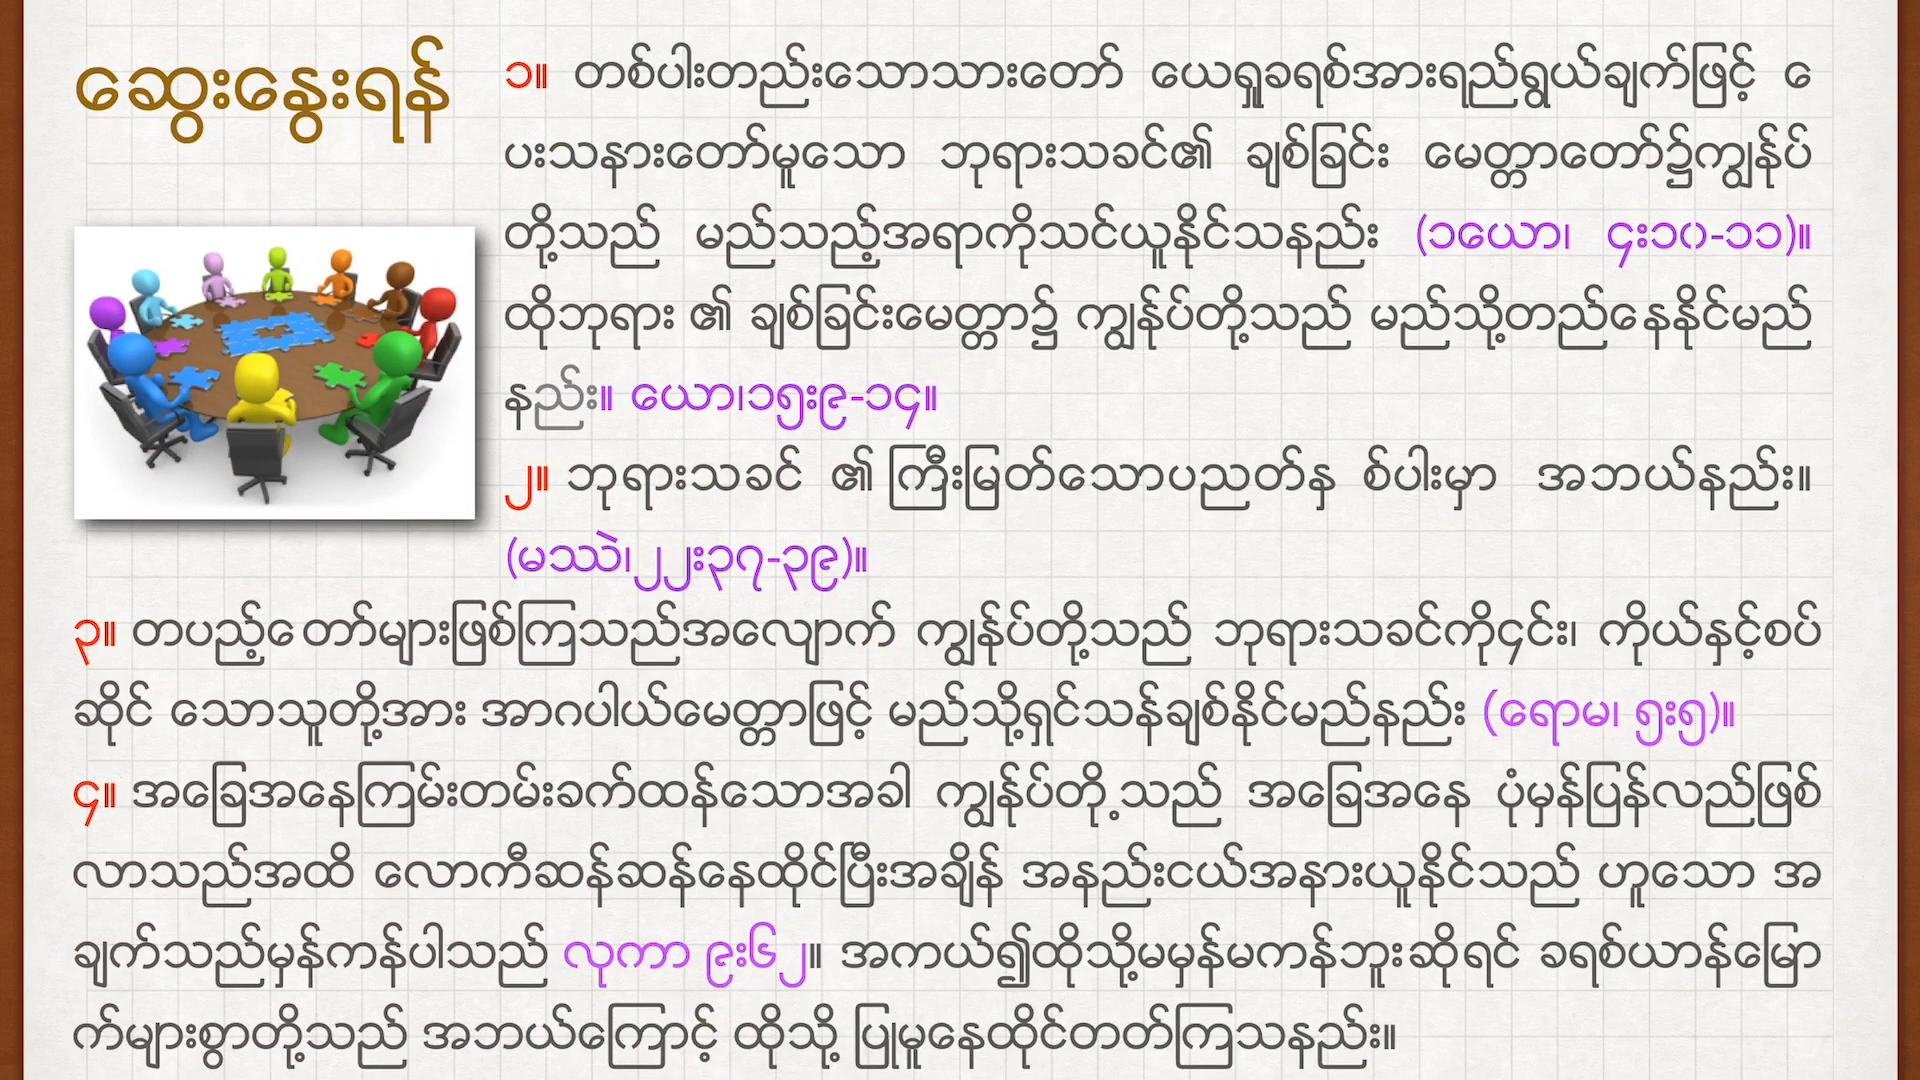 ဆွေးနွေးရန်
၁။ တစ်ပါးတည်းသောသားတော် ယေရှုခရစ်အားရည်ရွယ်ချက်ဖြင့် ေ
ပးသနားတော်မူသော ဘုရားသခင်၏ ချစ်ခြင်း မေတ္တာတော်၌ကျွန်ုပ်
တို့သည် မည်သည့်အရာကိုသင်ယူနိုင်သနည်း (၁ယော၊ ၄း၁၀-၁၁)။
ထိုဘုရား ၏ ချစ်ခြင်းမေတ္တာ၌ ကျွန်ုပ်တို့သည် မည်သို့တည်နေနိုင်မည်
နည်း။ ယော၊၁၅း၉-၁၄။
၂။ ဘုရားသခင် ၏ ကြီးမြတ်သောပညတ်နှ စ်ပါးမှာ အဘယ်နည်း။
(မဿဲ၊၂၂း၃၇-၃၉)။
၃။ တပည့်တော်များဖြစ်ကြသည်အလျောက် ကျွန်ုပ်တို့သည် ဘုရားသခင်ကို၄င်း၊ ကိုယ်နှင့်စပ်
ဆိုင် သောသူတို့အား အာဂပါယ်မေတ္တာဖြင့် မည်သို့ရှင်သန်ချစ်နိုင်မည်နည်း (ရောမ၊ ၅း၅)။
၄။ အခြေအနေကြမ်းတမ်းခက်ထန်သောအခါ ကျွန်ုပ်တို ့သည် အခြေအနေ ပုံမှန်ပြန်လည်ဖြစ်
လာသည်အထိ လောကီဆန်ဆန်နေထိုင်ပြီးအချိန် အနည်းငယ်အနားယူနိုင်သည် ဟူသော အ
ချက်သည်မှန်ကန်ပါသည် လုကာ ၉း၆၂။ အကယ်၍ထိုသို့မမှန်မကန်ဘူးဆိုရင် ခရစ်ယာန်မြော
က်များစွာတို့သည် အဘယ်ကြောင့် ထိုသို့ ပြုမူနေထိုင်တတ်ကြသနည်း။